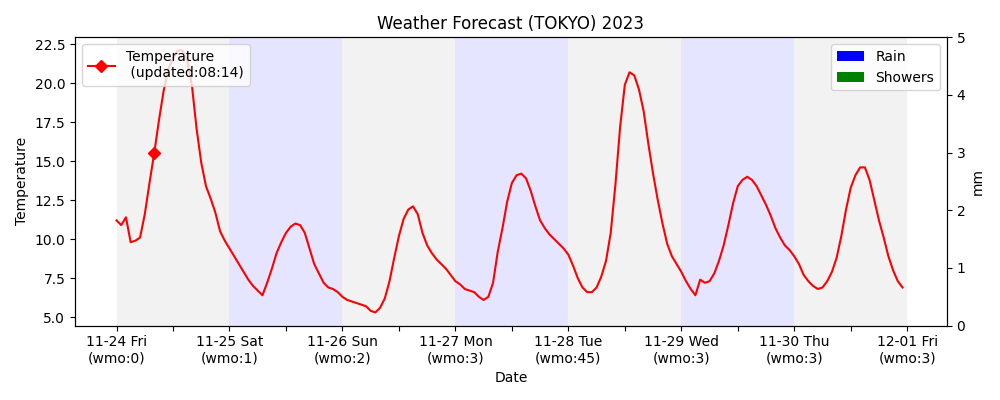 Weather Forecast (TOKYO) 2023
Temperature
(updated:08:14)
Rain
Showers
22.5
20.0
17.5
15.0
12.5
10.0
7.5
5.0
Temperature
5
4
3
2
1
0
mm
11-24 Fri
(wmo:0)
11-25 Sat
(wmo:1)
11-26 Sun
(wmo:2)
11-27 Mon
(wmo:3)
11-28 Tue
(wmo:45)
11-29 Wed
(wmo:3)
11-30 Thu
(wmo:3)
12-01 Fri
(wmo:3)
Date